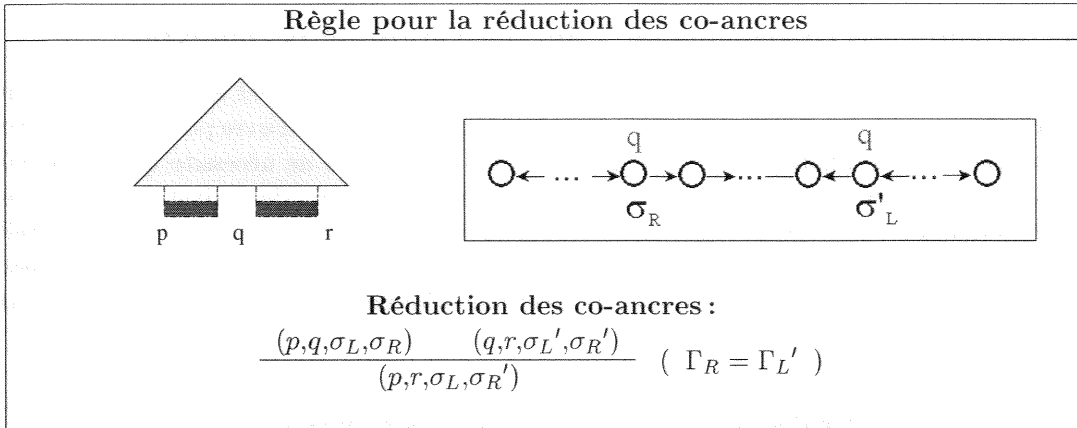 Règle pour la réduction des co-ancres
p q r
q q
... ... ...
σ_R σ'_L
Réduction des co-ancres :
(p,q,σ_L,σ_R) (q,r,σ_L',σ_R')
(p,r,σ_L,σ_R') ( Γ_R = Γ_L' )